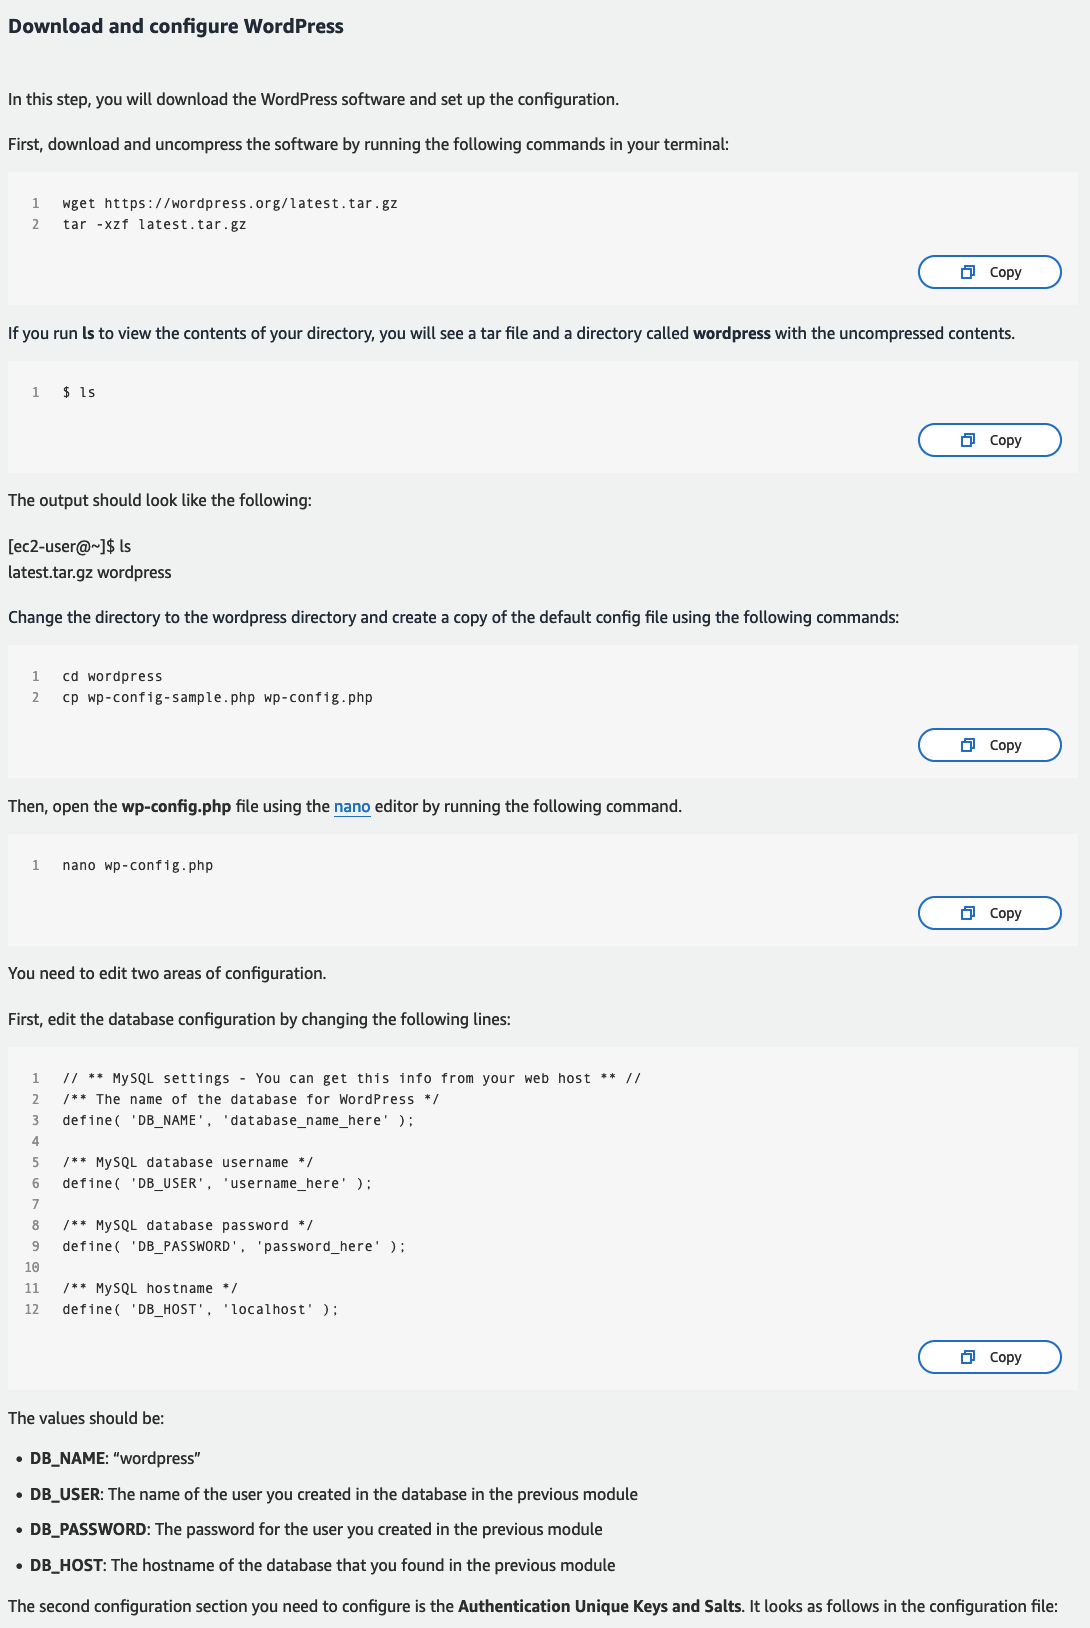 Download and configure WordPress
In this step, you will download the WordPress software and set up the configuration.
First, download and uncompress the software by running the following commands in your terminal:
1 wget https://wordpress.org/latest.tar.gz
2 tar -xzf latest.tar.gz
Copy
If you run ls to view the contents of your directory, you will see a tar file and a directory called wordpress with the uncompressed contents.
1 $ ls
Copy
The output should look like the following:
[ec2-user@~]$ ls
latest.tar.gz wordpress
Change the directory to the wordpress directory and create a copy of the default config file using the following commands:
1 cd wordpress
2 cp wp-config-sample.php wp-config.php
Copy
Then, open the wp-config.php file using the nano editor by running the following command.
1 nano wp-config.php
Copy
You need to edit two areas of configuration.
First, edit the database configuration by changing the following lines:
1 // ** MySQL settings - You can get this info from your web host ** //
2 /** The name of the database for WordPress */
3 define( 'DB_NAME', 'database_name_here' );
4
5 /** MySQL database username */
6 define( 'DB_USER', 'username_here' );
7
8 /** MySQL database password */
9 define( 'DB_PASSWORD', 'password_here' );
10
11 /** MySQL hostname */
12 define( 'DB_HOST', 'localhost' );
Copy
The values should be:
• DB_NAME: “wordpress”
• DB_USER: The name of the user you created in the database in the previous module
• DB_PASSWORD: The password for the user you created in the previous module
• DB_HOST: The hostname of the database that you found in the previous module
The second configuration section you need to configure is the Authentication Unique Keys and Salts. It looks as follows in the configuration file: